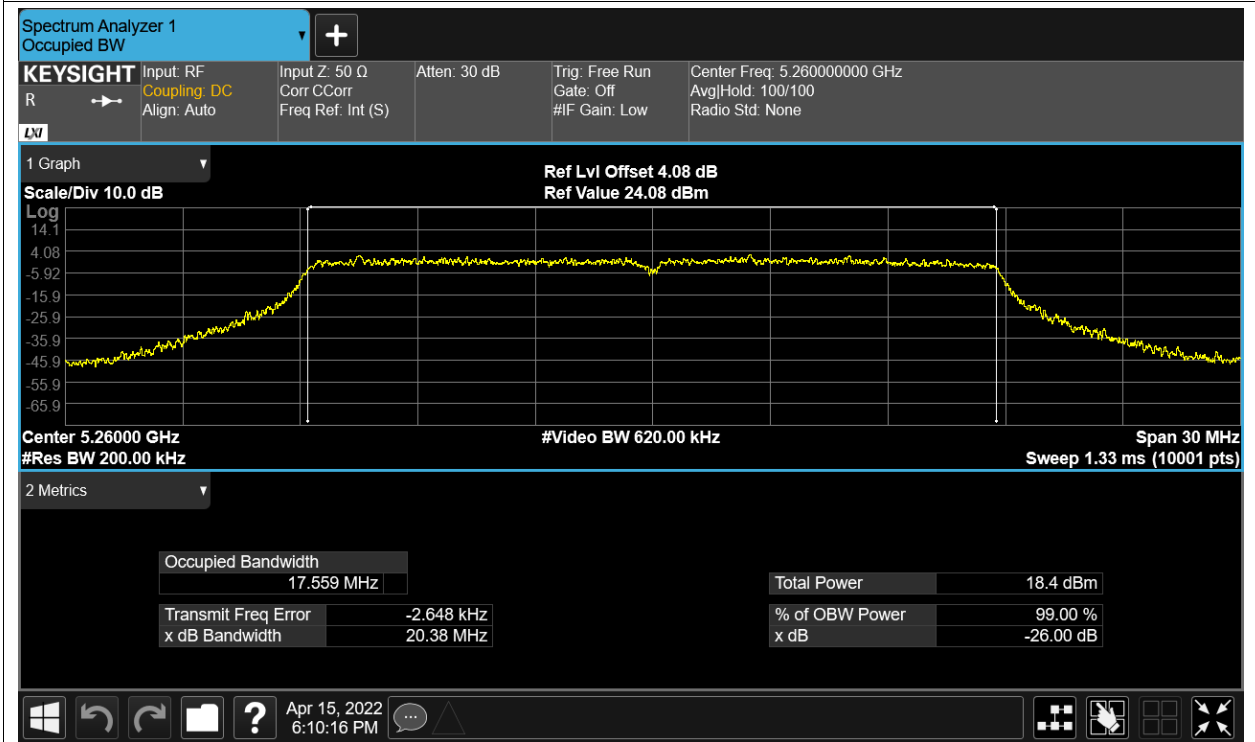 Spectrum Analyzer 1
Occupied BW
KEYSIGHT Input: RF Input Z: 50 Ω Atten: 30 dB Trig: Free Run Center Freq: 5.260000000 GHz
R Coupling: DC Corr CCorr Gate: Off Avg|Hold: 100/100
Align: Auto Freq Ref: Int (S) #IF Gain: Low Radio Std: None
LXI
1 Graph
Ref Lvl Offset 4.08 dB
Scale/Div 10.0 dB Ref Value 24.08 dBm
Log
14.1
4.08
-5.92
-15.9
-25.9
-35.9
-45.9
-55.9
-65.9
Center 5.26000 GHz #Video BW 620.00 kHz Span 30 MHz
#Res BW 200.00 kHz Sweep 1.33 ms (10001 pts)
2 Metrics
Occupied Bandwidth
17.559 MHz Total Power 18.4 dBm
Transmit Freq Error -2.648 kHz % of OBW Power 99.00 %
x dB Bandwidth 20.38 MHz x dB -26.00 dB
? Apr 15, 2022
6:10:16 PM